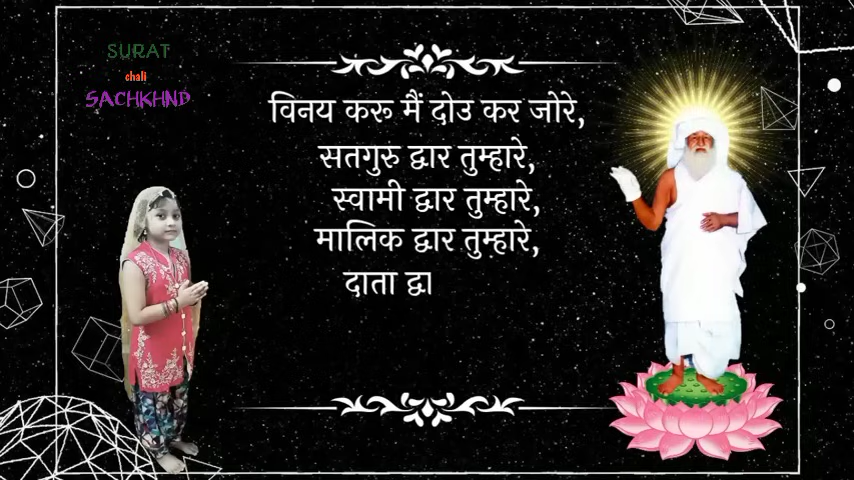 SURAT
chali
SACHKHND
विनय करू मैं दोउ कर जोरे,
सतगुरु द्वार तुम्हारे,
स्वामी द्वार तुम्हारे,
मालिक द्वार तुम्हारे,
दाता द्वा